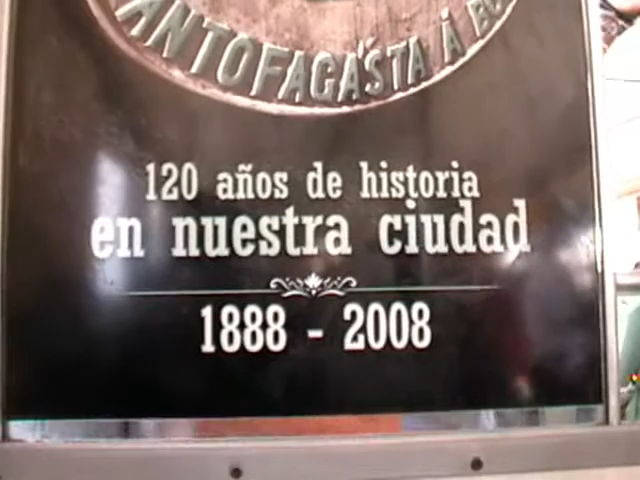 ANTOFAGASTA Á
120 años de historia
en nuestra ciudad
1888 - 2008